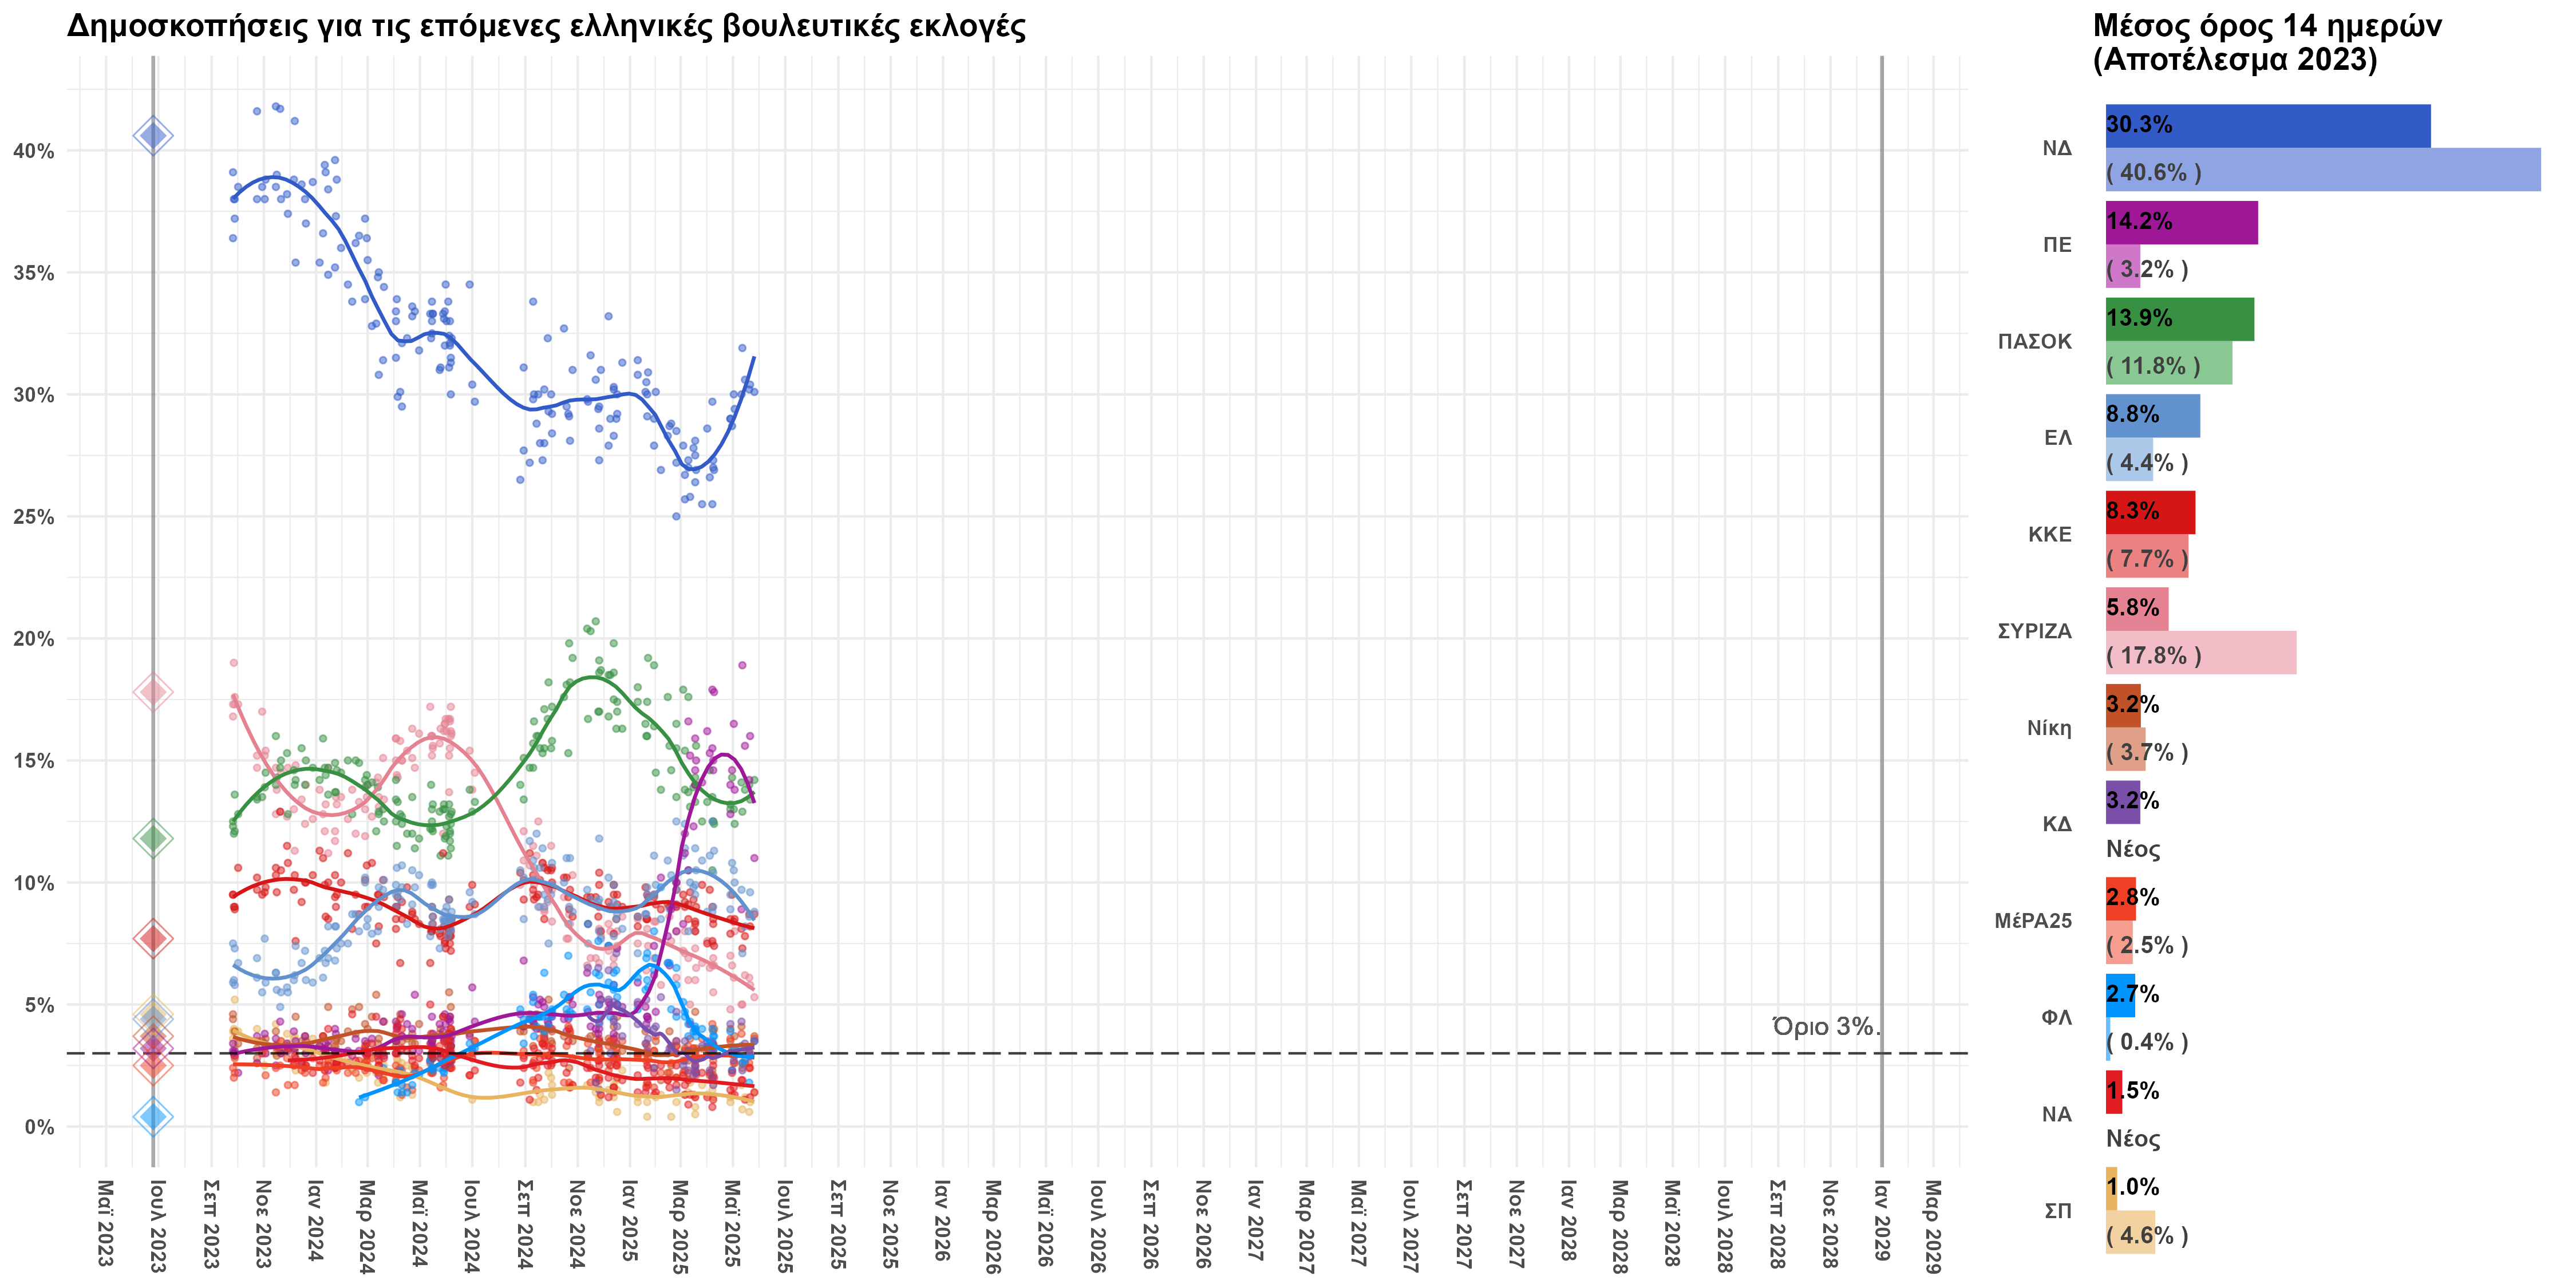 Δημοσκοπήσεις για τις επόμενες ελληνικές βουλευτικές εκλογές
40%
35%
30%
25%
20%
15%
10%
5%
0%
Όριο 3%.
Μαϊ 2023
Ιουλ 2023
Σεπ 2023
Νοε 2023
Ιαν 2024
Μαρ 2024
Μαϊ 2024
Ιουλ 2024
Σεπ 2024
Νοε 2024
Ιαν 2025
Μαρ 2025
Μαϊ 2025
Ιουλ 2025
Σεπ 2025
Νοε 2025
Ιαν 2026
Μαρ 2026
Μαϊ 2026
Ιουλ 2026
Σεπ 2026
Νοε 2026
Ιαν 2027
Μαρ 2027
Μαϊ 2027
Ιουλ 2027
Σεπ 2027
Νοε 2027
Ιαν 2028
Μαρ 2028
Μαϊ 2028
Ιουλ 2028
Σεπ 2028
Νοε 2028
Ιαν 2029
Μαρ 2029
Μέσος όρος 14 ημερών
(Αποτέλεσμα 2023)
ΝΔ
30.3%
( 40.6% )
ΠΕ
14.2%
( 3.2% )
ΠΑΣΟΚ
13.9%
( 11.8% )
ΕΛ
8.8%
( 4.4% )
ΚΚΕ
8.3%
( 7.7% )
ΣΥΡΙΖΑ
5.8%
( 17.8% )
Νίκη
3.2%
( 3.7% )
ΚΔ
3.2%
Νέος
ΜέΡΑ25
2.8%
( 2.5% )
ΦΛ
2.7%
( 0.4% )
ΝΑ
1.5%
Νέος
ΣΠ
1.0%
( 4.6% )